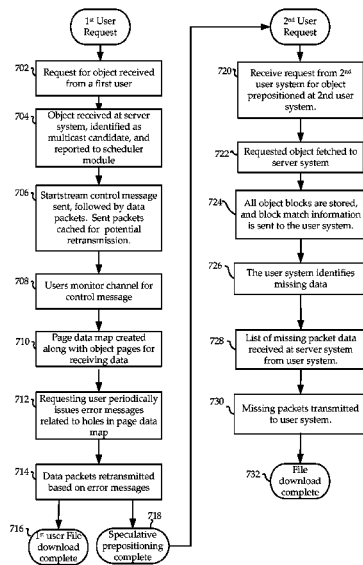 1st User
Request
702
Request for object received
from a first user
704
Object received at server
system, identified as
multicast candidate, and
reported to scheduler
module
706
Startstream control message
sent, followed by data
packets. Sent packets
cached for potential
retransmission.
708
Users monitor channel for
control message
710
Page data map created
along with object pages for
receiving data
712
Requesting user periodically
issues error messages
related to holes in page data
map
714
Data packets retransmitted
based on error messages
716
1st user File
download complete
718
Speculative
prepositioning
complete
2nd User
Request
720
Receive request from 2nd
user system for object
prepositioned at 2nd user
system.
722
Requested object fetched to
server system
724
All object blocks are stored,
and block match information
is sent to the user system.
726
The user system identifies
missing data
728
List of missing packet data
received at server system
from user system.
730
Missing packets transmitted
to user system.
732
File
download
complete